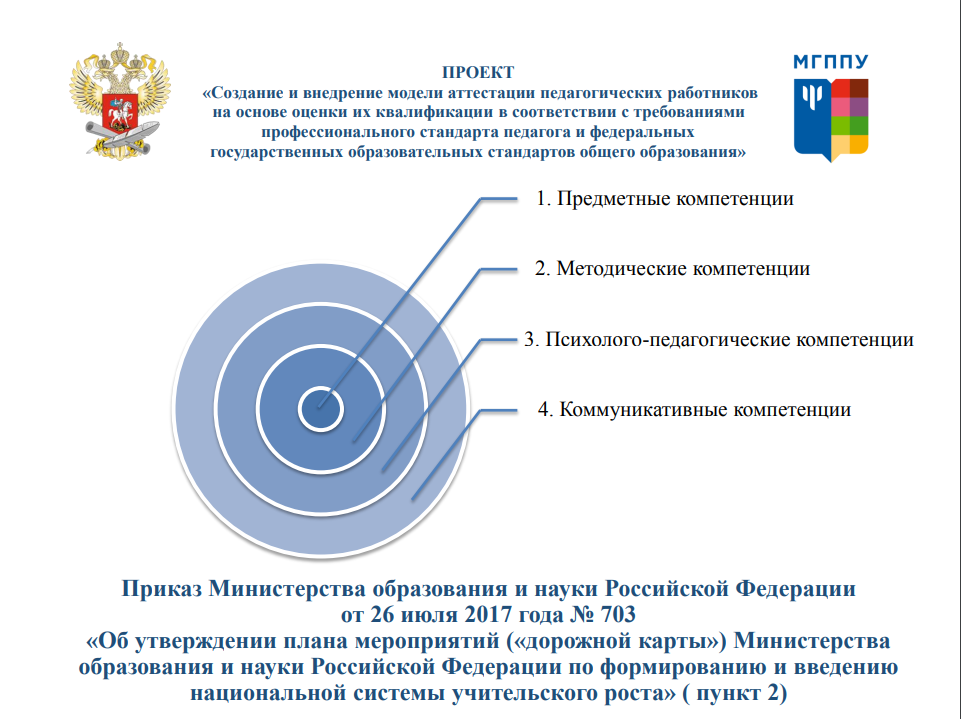 МГППУ
ПРОЕКТ
«Создание и внедрение модели аттестации педагогических работников
на основе оценки их квалификации в соответствии с требованиями
профессионального стандарта педагога и федеральных
государственных образовательных стандартов общего образования»
1. Предметные компетенции
2. Методические компетенции
3. Психолого-педагогические компетенции
4. Коммуникативные компетенции
Приказ Министерства образования и науки Российской Федерации
от 26 июля 2017 года № 703
«Об утверждении плана мероприятий («дорожной карты») Министерства
образования и науки Российской Федерации по формированию и введению
национальной системы учительского роста» ( пункт 2)